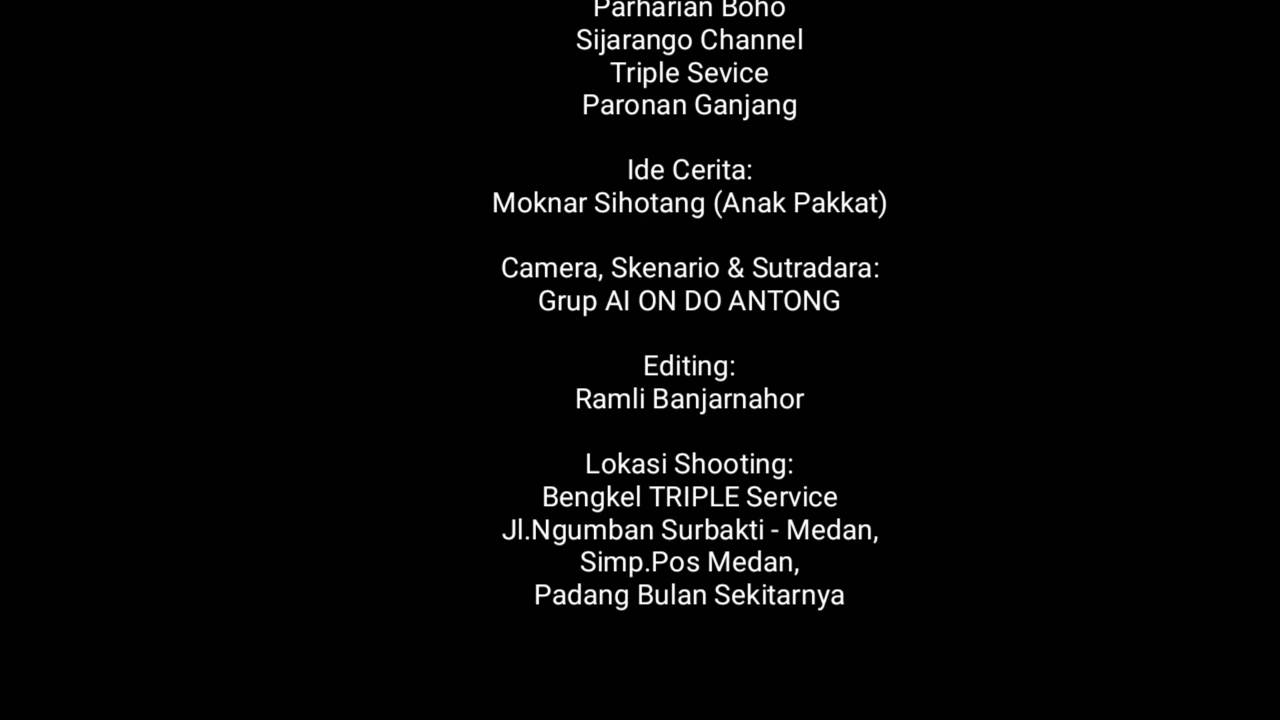 Parharian Boho
Sijarango Channel
Triple Sevice
Paronan Ganjang
Ide Cerita:
Moknar Sihotang (Anak Pakkat)
Camera, Skenario & Sutradara:
Grup AI ON DO ANTONG
Editing:
Ramli Banjarnahor
Lokasi Shooting:
Bengkel TRIPLE Service
Jl.Ngumban Surbakti - Medan,
Simp.Pos Medan,
Padang Bulan Sekitarnya